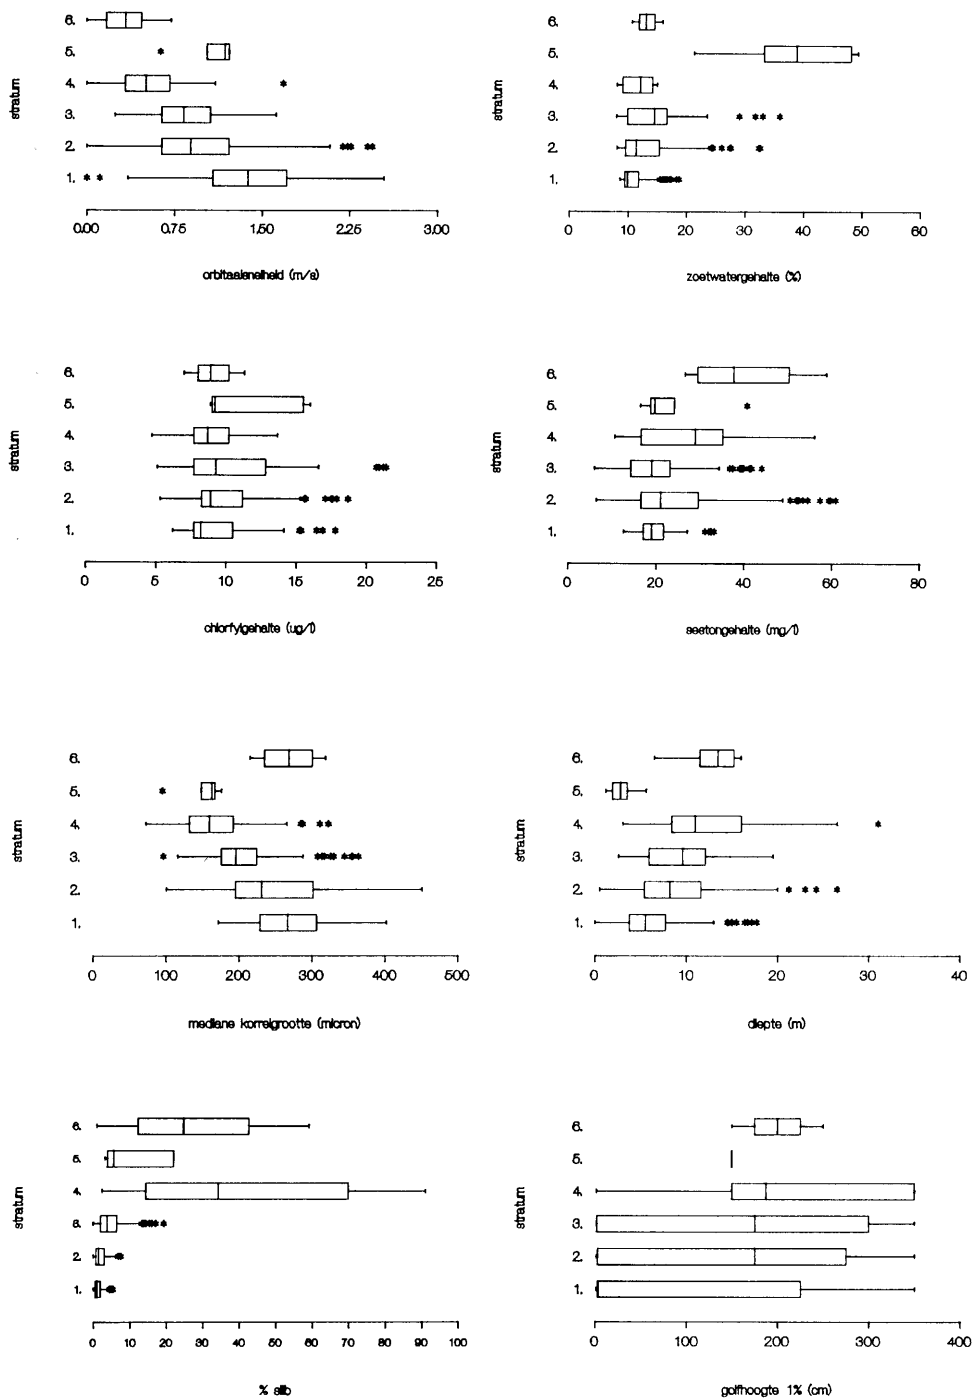 stratum
6.
5.
4.
3.
2.
1.
0.00 0.75 1.50 2.25 3.00
orbitaalsnelheid (m/s)
stratum
6.
5.
4.
3.
2.
1.
0 10 20 30 40 50 60
zoetwatergehalte (%)
stratum
6.
5.
4.
3.
2.
1.
0 5 10 15 20 25
chlorfylgehalte (ug/l)
stratum
6.
5.
4.
3.
2.
1.
0 20 40 60 80
sestongehalte (mg/l)
stratum
6.
5.
4.
3.
2.
1.
0 100 200 300 400 500
mediane korrelgrootte (micron)
stratum
6.
5.
4.
3.
2.
1.
0 10 20 30 40
diepte (m)
stratum
6.
5.
4.
3.
2.
1.
0 10 20 30 40 50 60 70 80 90 100
% slib
stratum
6.
5.
4.
3.
2.
1.
0 100 200 300 400
golfhoogte 1% (cm)